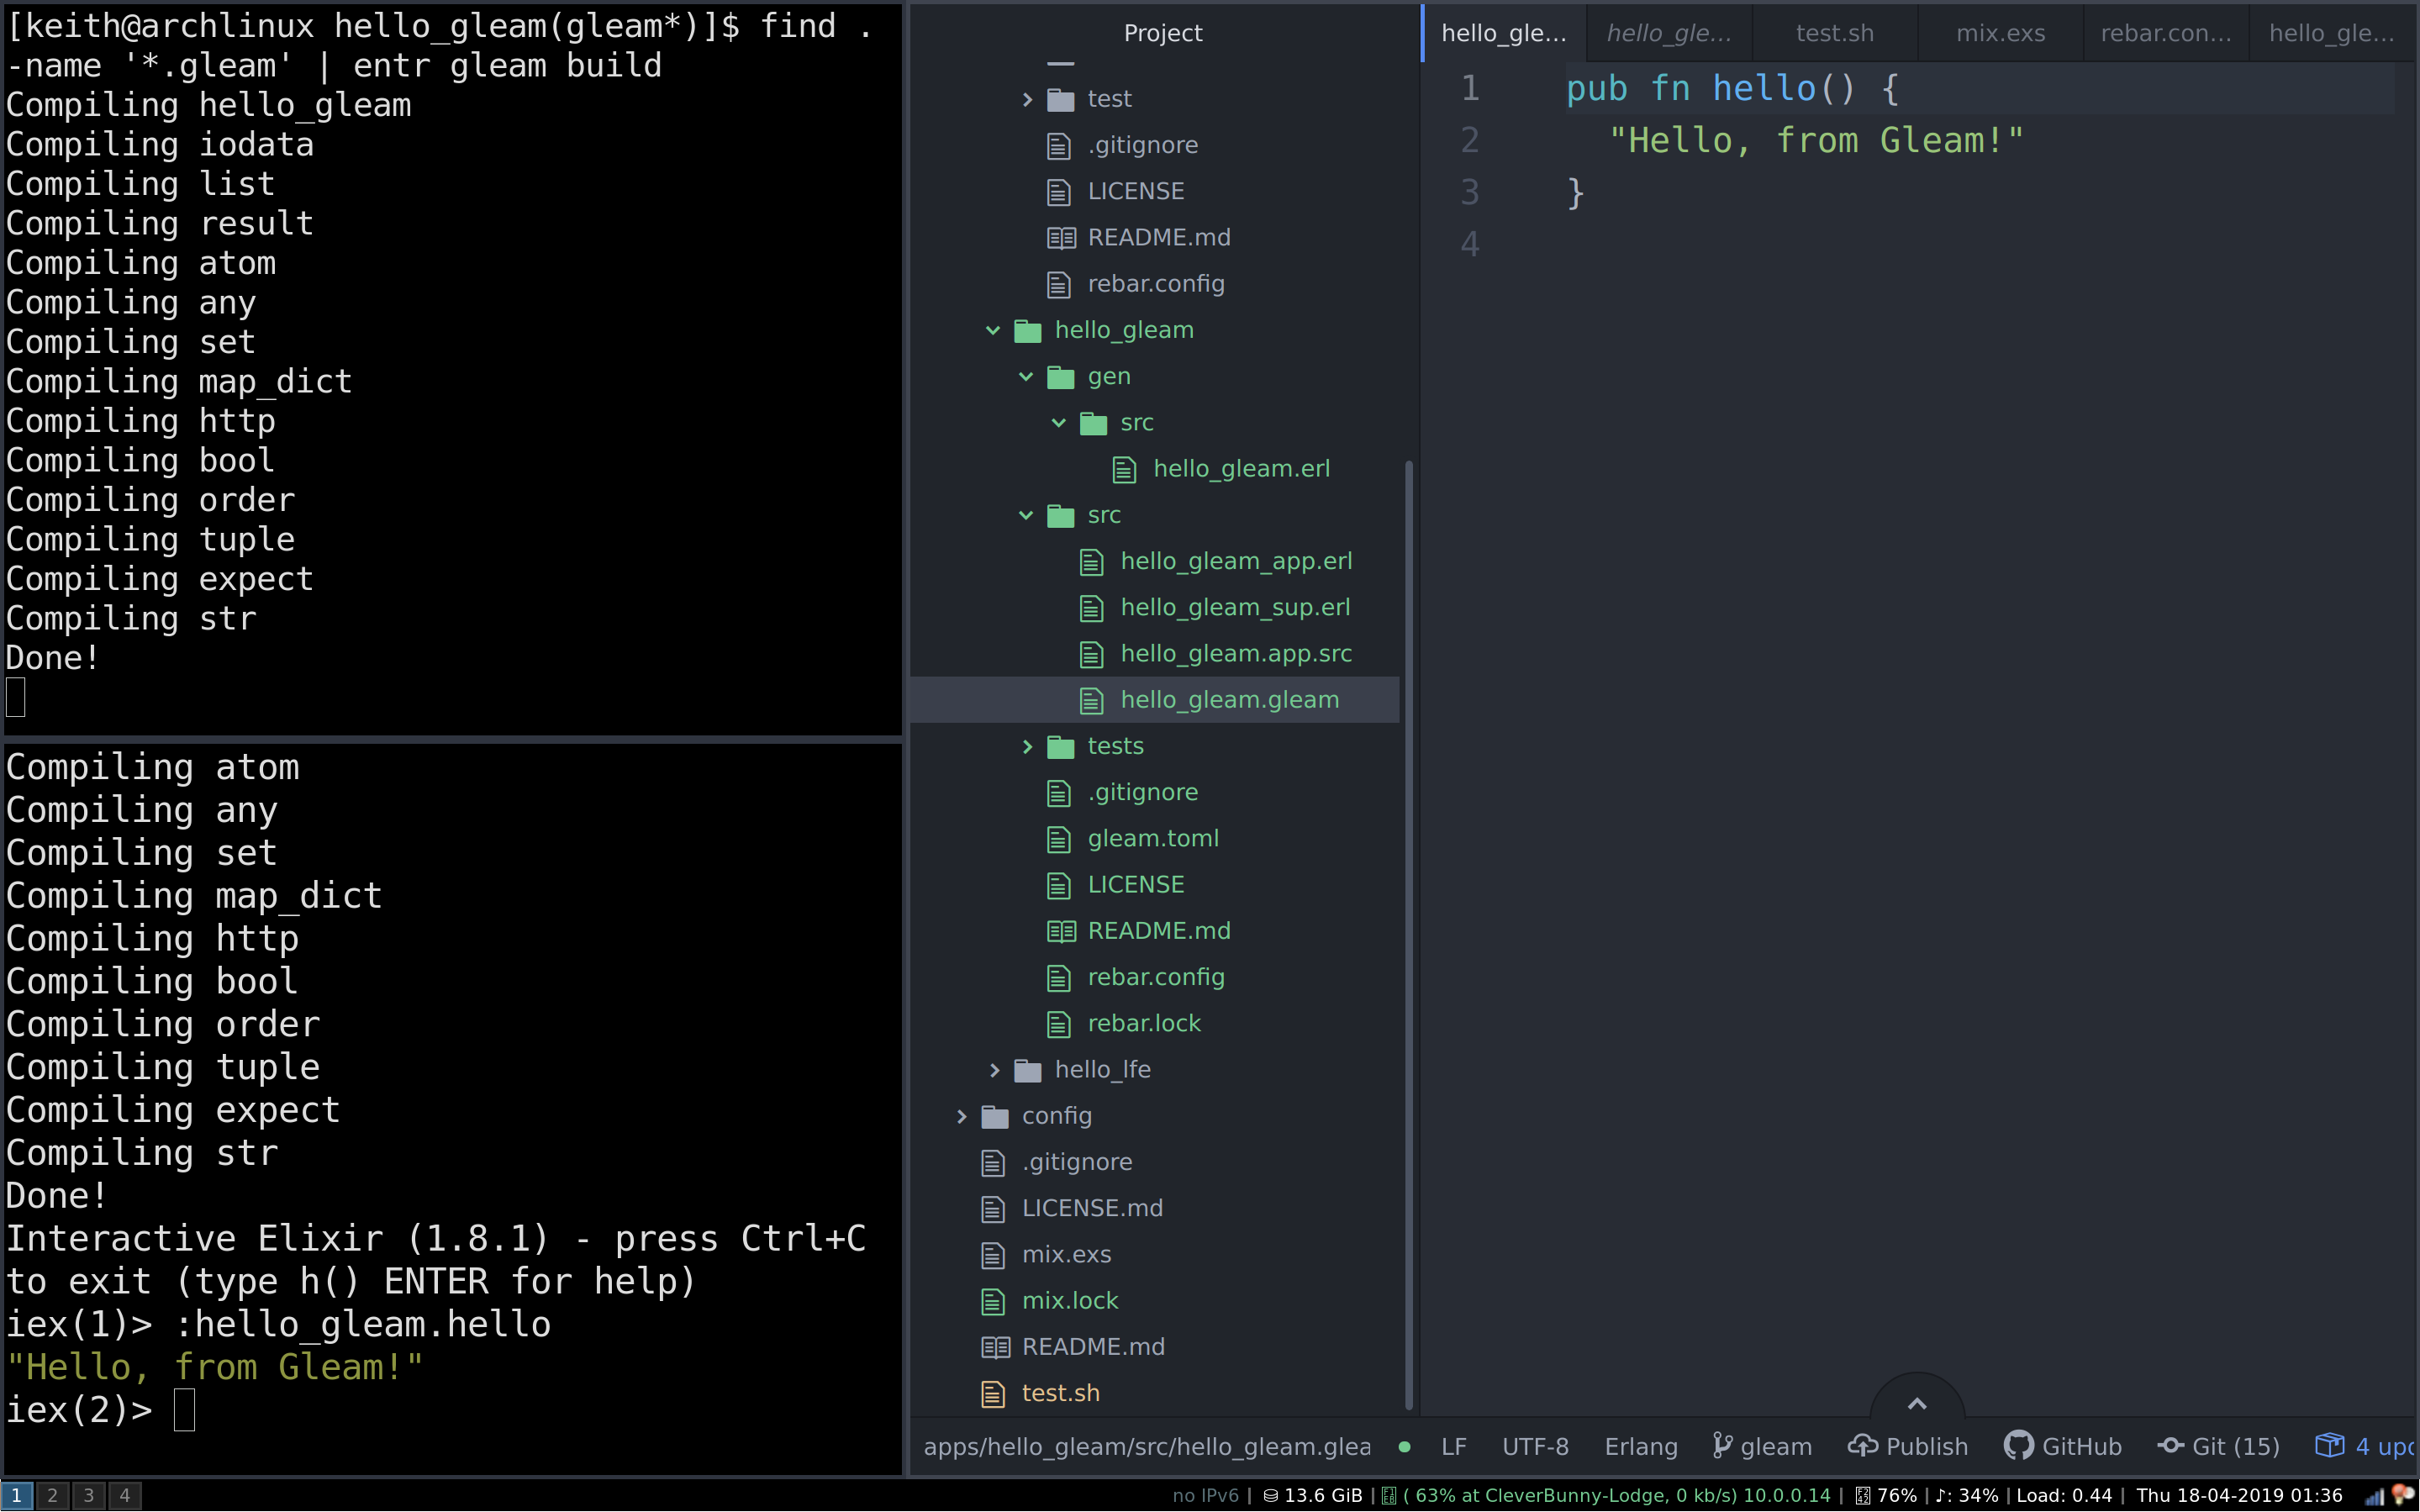 [keith@archlinux hello_gleam(gleam*)]$ find .
-name '*.gleam' | entr gleam build
Compiling hello_gleam
Compiling iodata
Compiling list
Compiling result
Compiling atom
Compiling any
Compiling set
Compiling map_dict
Compiling http
Compiling bool
Compiling order
Compiling tuple
Compiling expect
Compiling str
Done!
Compiling atom
Compiling any
Compiling set
Compiling map_dict
Compiling http
Compiling bool
Compiling order
Compiling tuple
Compiling expect
Compiling str
Done!
Interactive Elixir (1.8.1) - press Ctrl+C
to exit (type h() ENTER for help)
iex(1)> :hello_gleam.hello
"Hello, from Gleam!"
iex(2)>
Project
test
.gitignore
LICENSE
README.md
rebar.config
hello_gleam
gen
src
hello_gleam.erl
src
hello_gleam_app.erl
hello_gleam_sup.erl
hello_gleam.app.src
hello_gleam.gleam
tests
.gitignore
gleam.toml
LICENSE
README.md
rebar.config
rebar.lock
hello_lfe
config
.gitignore
LICENSE.md
mix.exs
mix.lock
README.md
test.sh
hello_gle… hello_gle… test.sh mix.exs rebar.con… hello_gle…
1 pub fn hello() {
2 "Hello, from Gleam!"
3 }
4
apps/hello_gleam/src/hello_gleam.glea LF UTF-8 Erlang gleam Publish GitHub Git (15) 4 upd
1 2 3 4 no IPv6 | 13.6 GiB | ( 63% at CleverBunny-Lodge, 0 kb/s) 10.0.0.14 | 76% | ♪: 34% | Load: 0.44 | Thu 18-04-2019 01:36